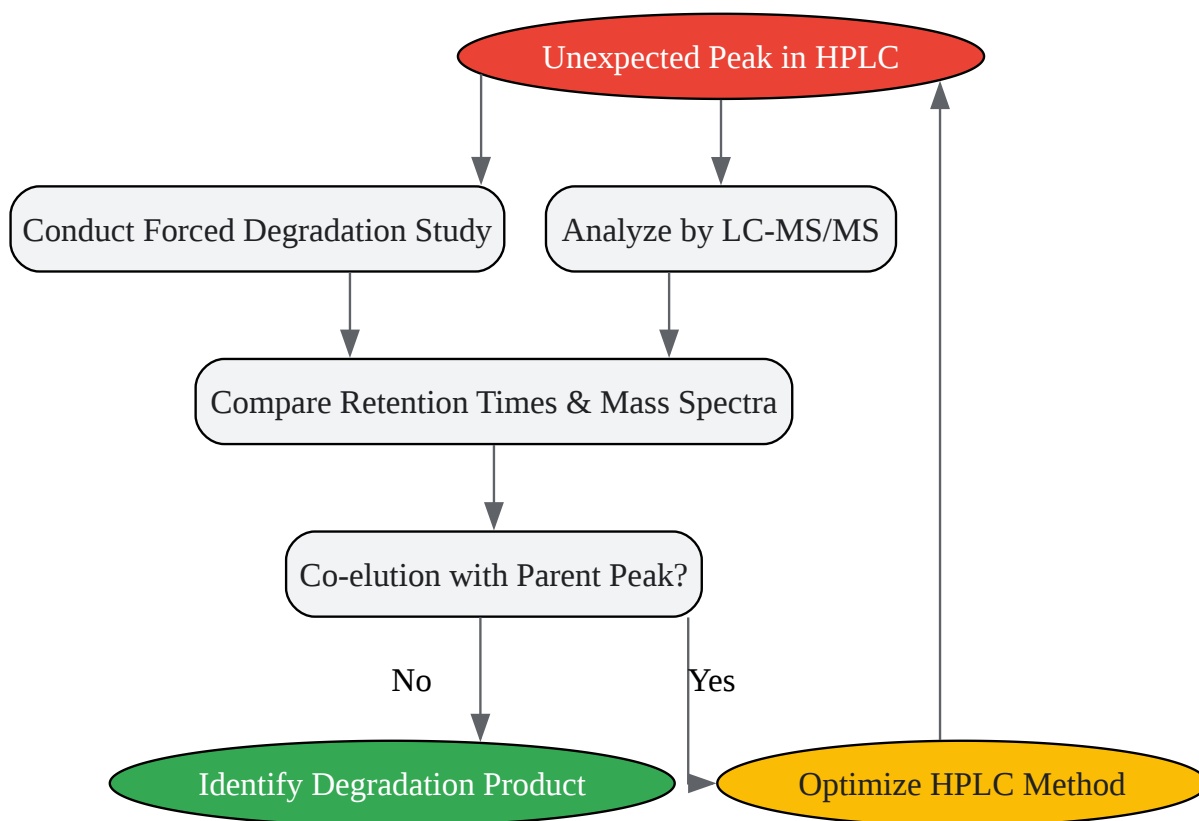 Unexpected Peak in HPLC
Conduct Forced Degradation Study
Analyze by LC-MS/MS
Compare Retention Times & Mass Spectra
Co-elution with Parent Peak?
No
Yes
Identify Degradation Product
Optimize HPLC Method